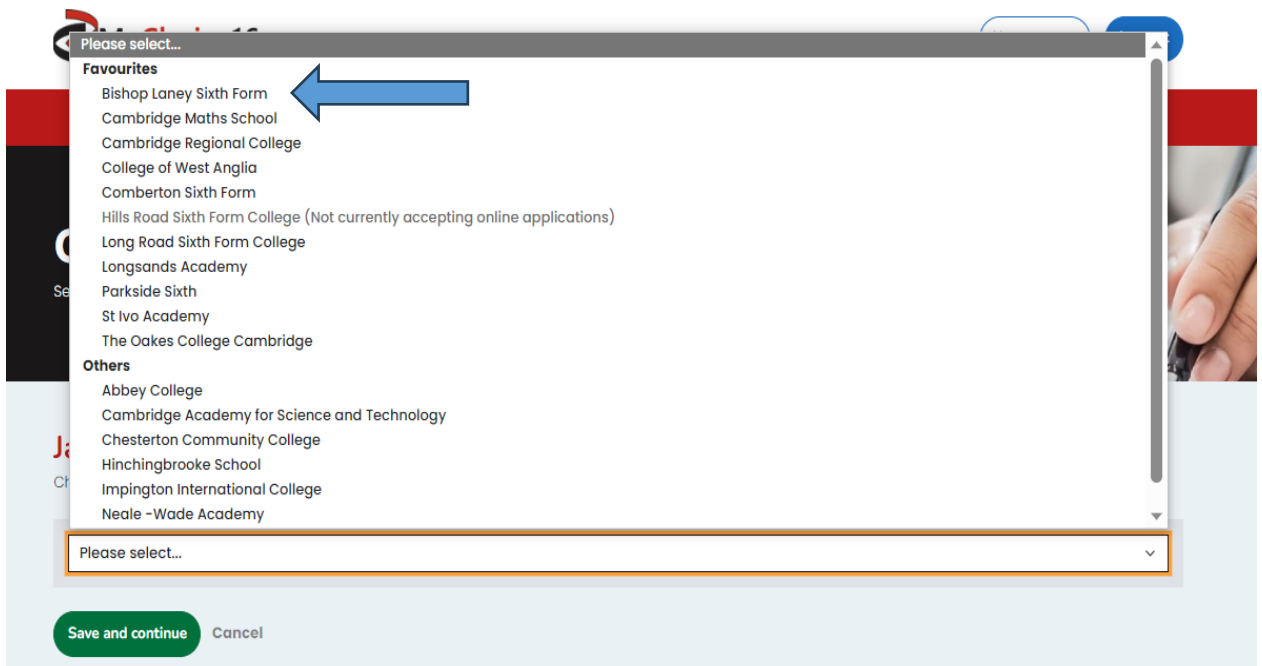 Please select...
Favourites
Bishop Laney Sixth Form
Cambridge Maths School
Cambridge Regional College
College of West Anglia
Comberton Sixth Form
Hills Road Sixth Form College (Not currently accepting online applications)
Long Road Sixth Form College
Longsands Academy
Parkside Sixth
St Ivo Academy
The Oakes College Cambridge
Others
Abbey College
Cambridge Academy for Science and Technology
Chesterton Community College
Hinchingbrooke School
Impington International College
Neale -Wade Academy
Please select...
Save and continue Cancel